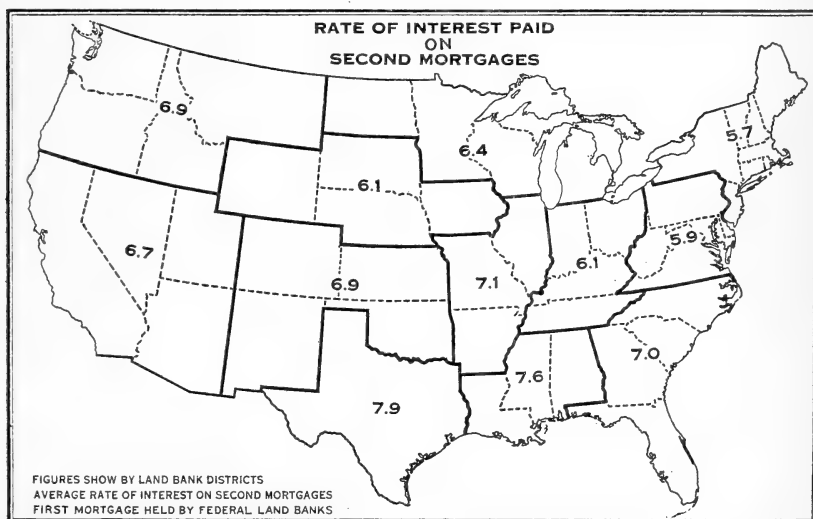 RATE OF INTEREST PAID
ON
SECOND MORTGAGES
6.9
6.4
5.7
6.1
5.9
6.7
6.9
7.1
6.1
7.0
7.6
7.9
FIGURES SHOW BY LAND BANK DISTRICTS
AVERAGE RATE OF INTEREST ON SECOND MORTGAGES
FIRST MORTGAGE HELD BY FEDERAL LAND BANKS